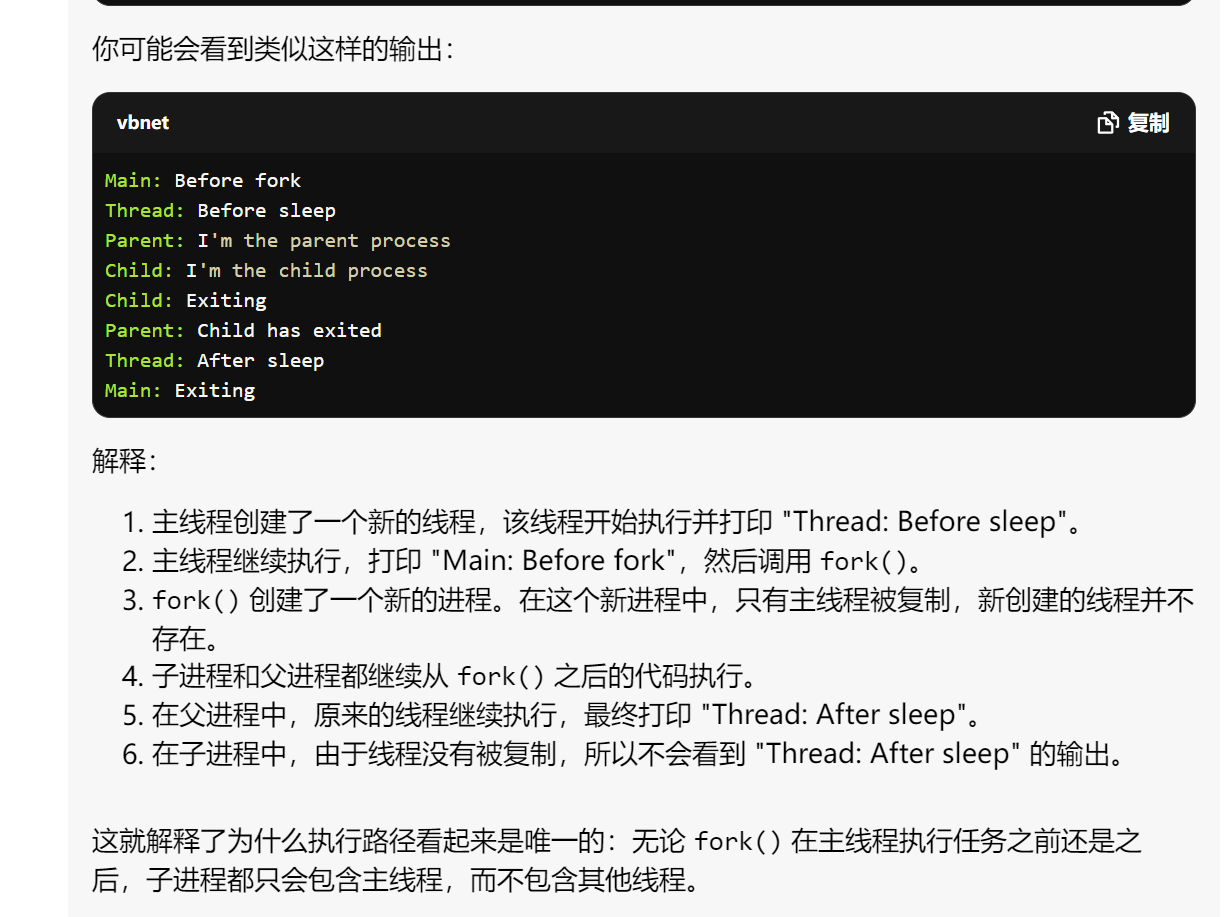 你可能会看到类似这样的输出：
vbnet
复制
Main: Before fork
Thread: Before sleep
Parent: I'm the parent process
Child: I'm the child process
Child: Exiting
Parent: Child has exited
Thread: After sleep
Main: Exiting
解释：
1. 主线程创建了一个新的线程，该线程开始执行并打印 "Thread: Before sleep"。
2. 主线程继续执行，打印 "Main: Before fork"，然后调用 fork()。
3. fork() 创建了一个新的进程。在这个新进程中，只有主线程被复制，新创建的线程并不
存在。
4. 子进程和父进程都继续从 fork() 之后的代码执行。
5. 在父进程中，原来的线程继续执行，最终打印 "Thread: After sleep"。
6. 在子进程中，由于线程没有被复制，所以不会看到 "Thread: After sleep" 的输出。
这就解释了为什么执行路径看起来是唯一的：无论 fork() 在主线程执行任务之前还是之
后，子进程都只会包含主线程，而不包含其他线程。